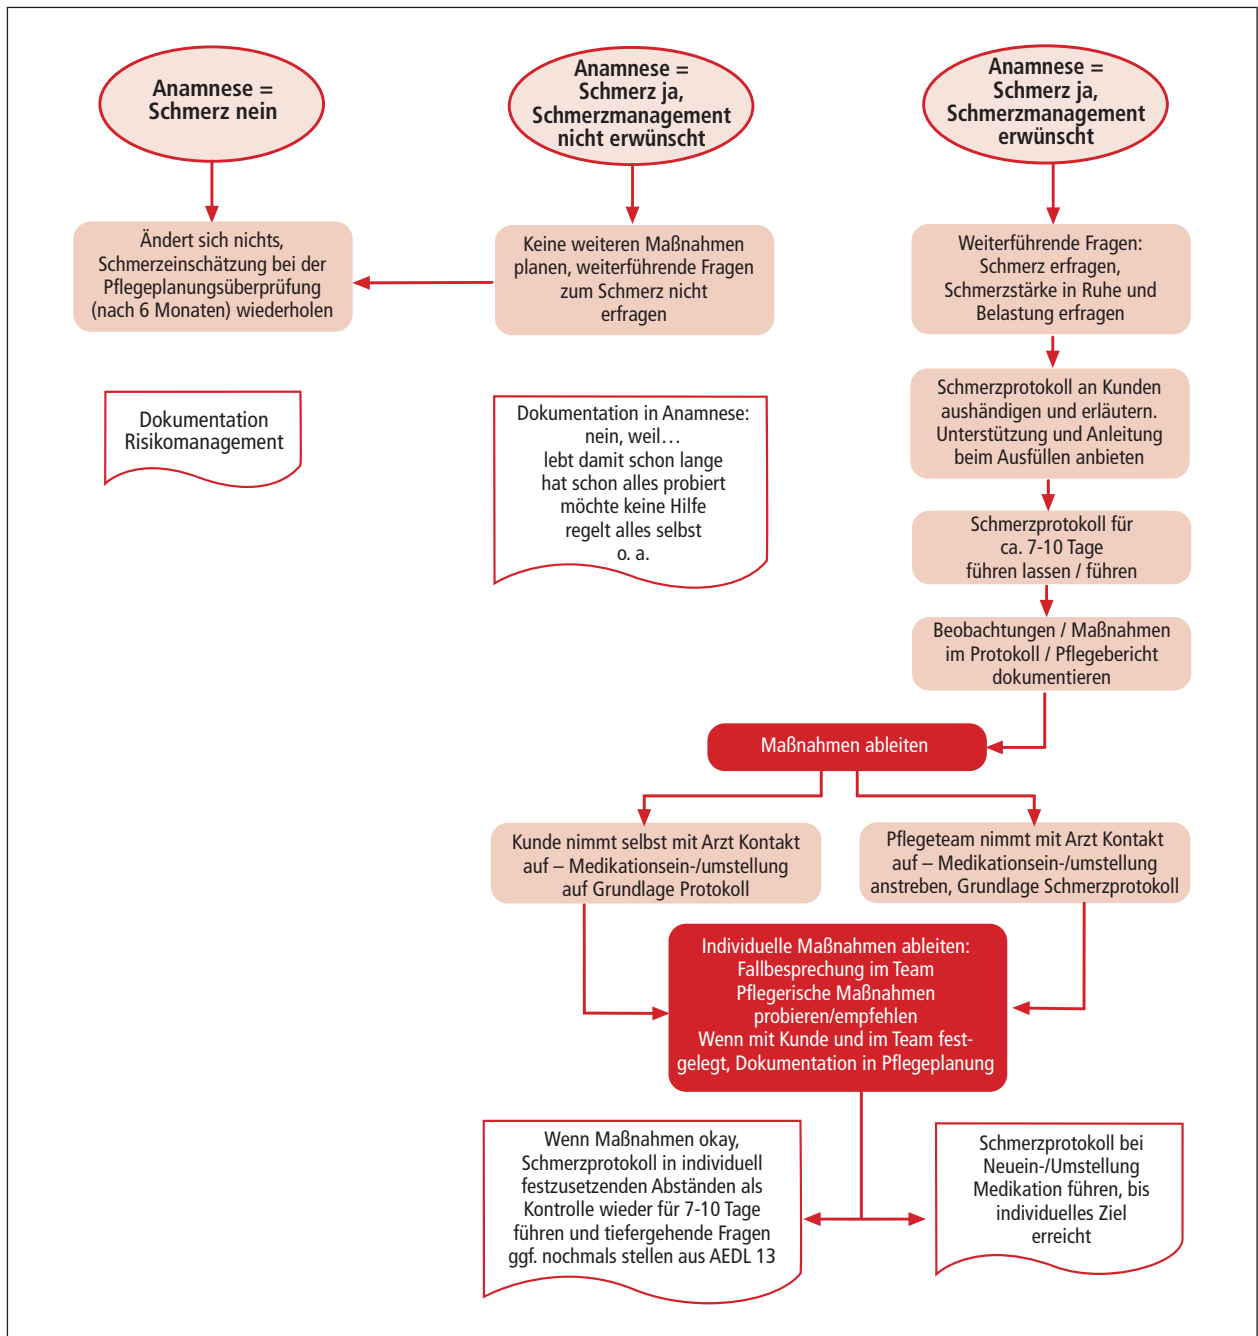 Anamnese =
Schmerz nein
Anamnese =
Schmerz ja,
Schmerzmanagement
nicht erwünscht
Anamnese =
Schmerz ja,
Schmerzmanagement
erwünscht
Ändert sich nichts,
Schmerzeinschätzung bei der
Pflegeplanungsüberprüfung
(nach 6 Monaten) wiederholen
Keine weiteren Maßnahmen
planen, weiterführende Fragen
zum Schmerz nicht
erfragen
Weiterführende Fragen:
Schmerz erfragen,
Schmerzstärke in Ruhe und
Belastung erfragen
Dokumentation
Risikomanagement
Dokumentation in Anamnese:
nein, weil…
lebt damit schon lange
hat schon alles probiert
möchte keine Hilfe
regelt alles selbst
o. a.
Schmerzprotokoll an Kunden
aushändigen und erläutern.
Unterstützung und Anleitung
beim Ausfüllen anbieten
Schmerzprotokoll für
ca. 7-10 Tage
führen lassen / führen
Beobachtungen / Maßnahmen
im Protokoll / Pflegebericht
dokumentieren
Maßnahmen ableiten
Kunde nimmt selbst mit Arzt Kontakt
auf – Medikationsein-/umstellung
auf Grundlage Protokoll
Pflegeteam nimmt mit Arzt Kontakt
auf – Medikationsein-/umstellung
anstreben, Grundlage Schmerzprotokoll
Individuelle Maßnahmen ableiten:
Fallbesprechung im Team
Pflegerische Maßnahmen
probieren/empfehlen
Wenn mit Kunde und im Team fest-
gelegt, Dokumentation in Pflegeplanung
Wenn Maßnahmen okay,
Schmerzprotokoll in individuell
festzusetzenden Abständen als
Kontrolle wieder für 7-10 Tage
führen und tiefergehende Fragen
ggf. nochmals stellen aus AEDL 13
Schmerzprotokoll bei
Neuein-/Umstellung
Medikation führen, bis
individuelles Ziel
erreicht